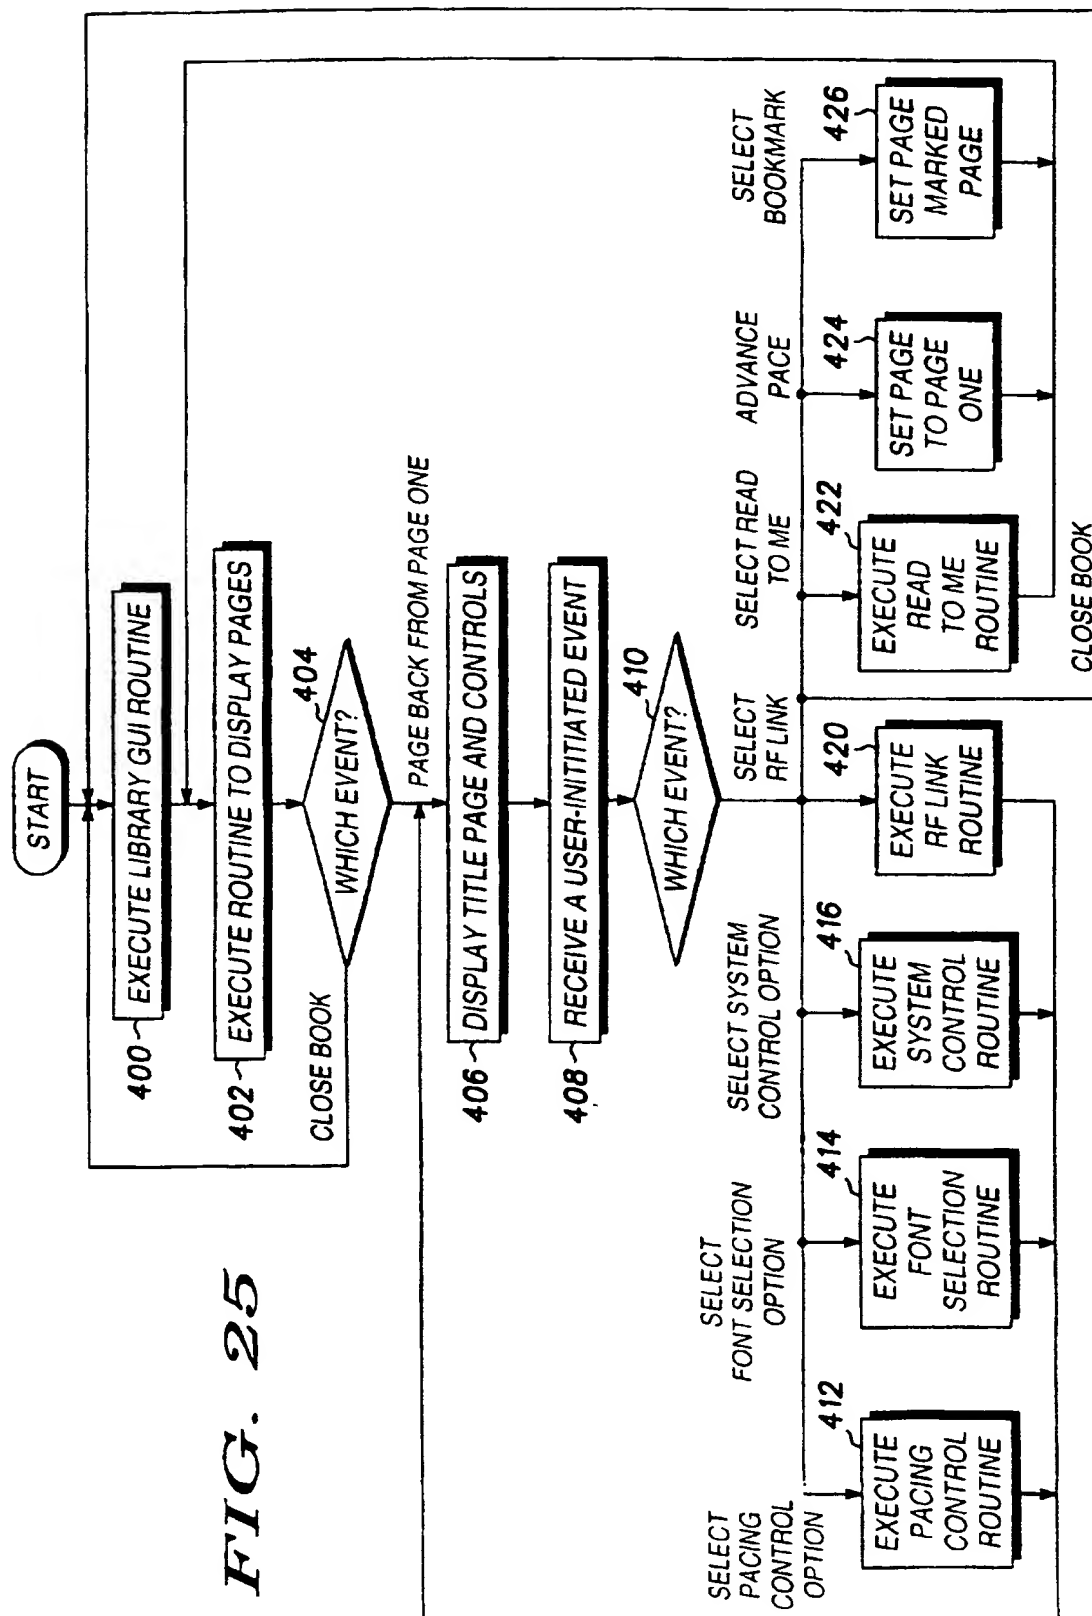 FIG. 25
START
EXECUTE LIBRARY GUI ROUTINE
400
EXECUTE ROUTINE TO DISPLAY PAGES
402
WHICH EVENT?
404
CLOSE BOOK
PAGE BACK FROM PAGE ONE
DISPLAY TITLE PAGE AND CONTROLS
406
RECEIVE A USER-INITIATED EVENT
408
WHICH EVENT?
410
SELECT
PACING
CONTROL
OPTION
412
EXECUTE
PACING
CONTROL
ROUTINE
SELECT
FONT SELECTION
OPTION
414
EXECUTE
FONT
SELECTION
ROUTINE
SELECT SYSTEM
CONTROL OPTION
416
EXECUTE
SYSTEM
CONTROL
ROUTINE
SELECT
RF LINK
420
EXECUTE
RF LINK
ROUTINE
SELECT READ
TO ME
422
EXECUTE
READ
TO ME
ROUTINE
ADVANCE
PACE
424
SET PAGE
TO PAGE
ONE
SELECT
BOOKMARK
426
SET PAGE
MARKED
PAGE
CLOSE BOOK